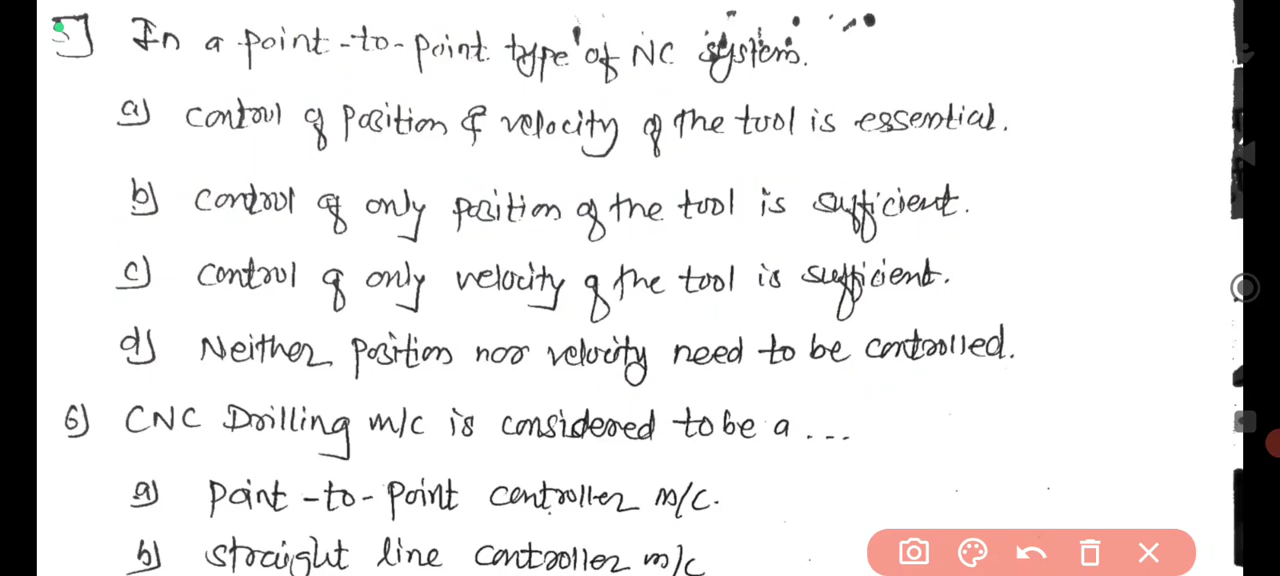 5] In a point-to-point type of NC system.
a) control of position & velocity of the tool is essential.
b) control of only position of the tool is sufficient.
c) control of only velocity of the tool is sufficient.
d) Neither position nor velocity need to be controlled.
6) CNC Drilling m/c is considered to be a ...
a) point-to-point controller m/c.
b) straight line controller m/c